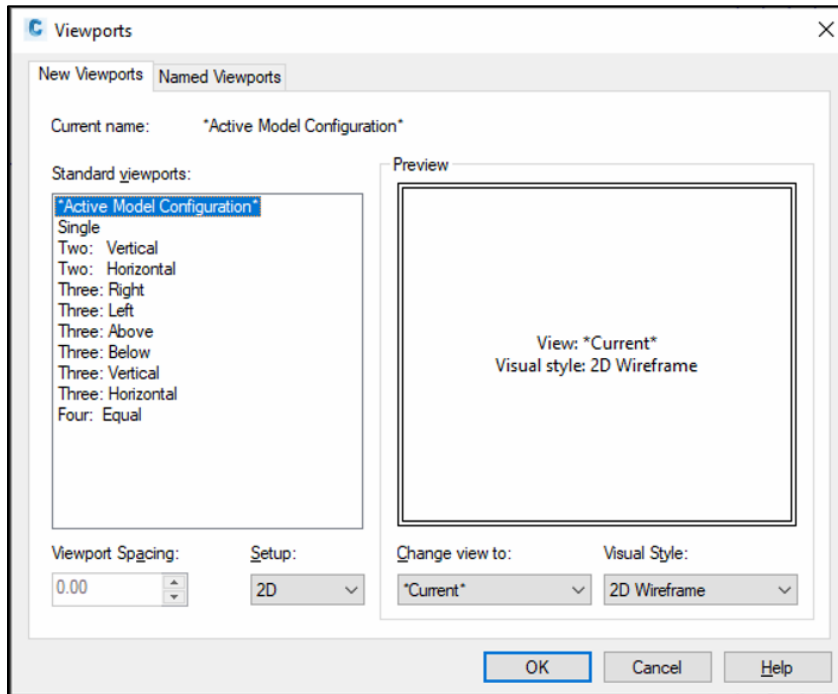 C Viewports
New Viewports Named Viewports
Current name: *Active Model Configuration*
Standard viewports:
*Active Model Configuration*
Single
Two: Vertical
Two: Horizontal
Three: Right
Three: Left
Three: Above
Three: Below
Three: Vertical
Three: Horizontal
Four: Equal
Preview
View: *Current*
Visual style: 2D Wireframe
Viewport Spacing:
0.00
Setup:
2D
Change view to:
*Current*
Visual Style:
2D Wireframe
OK
Cancel
Help